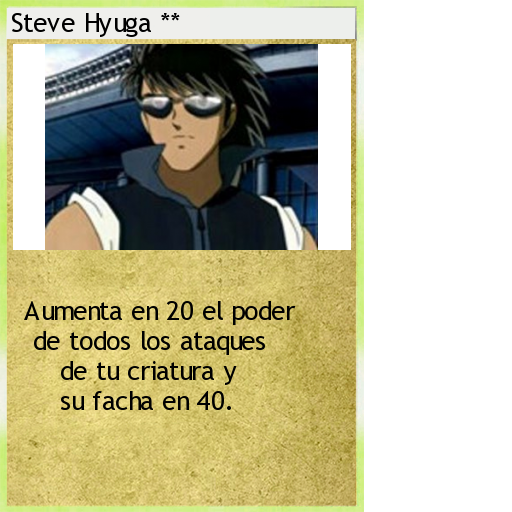 Steve Hyuga **
Aumenta en 20 el poder
de todos los ataques
de tu criatura y
su facha en 40.